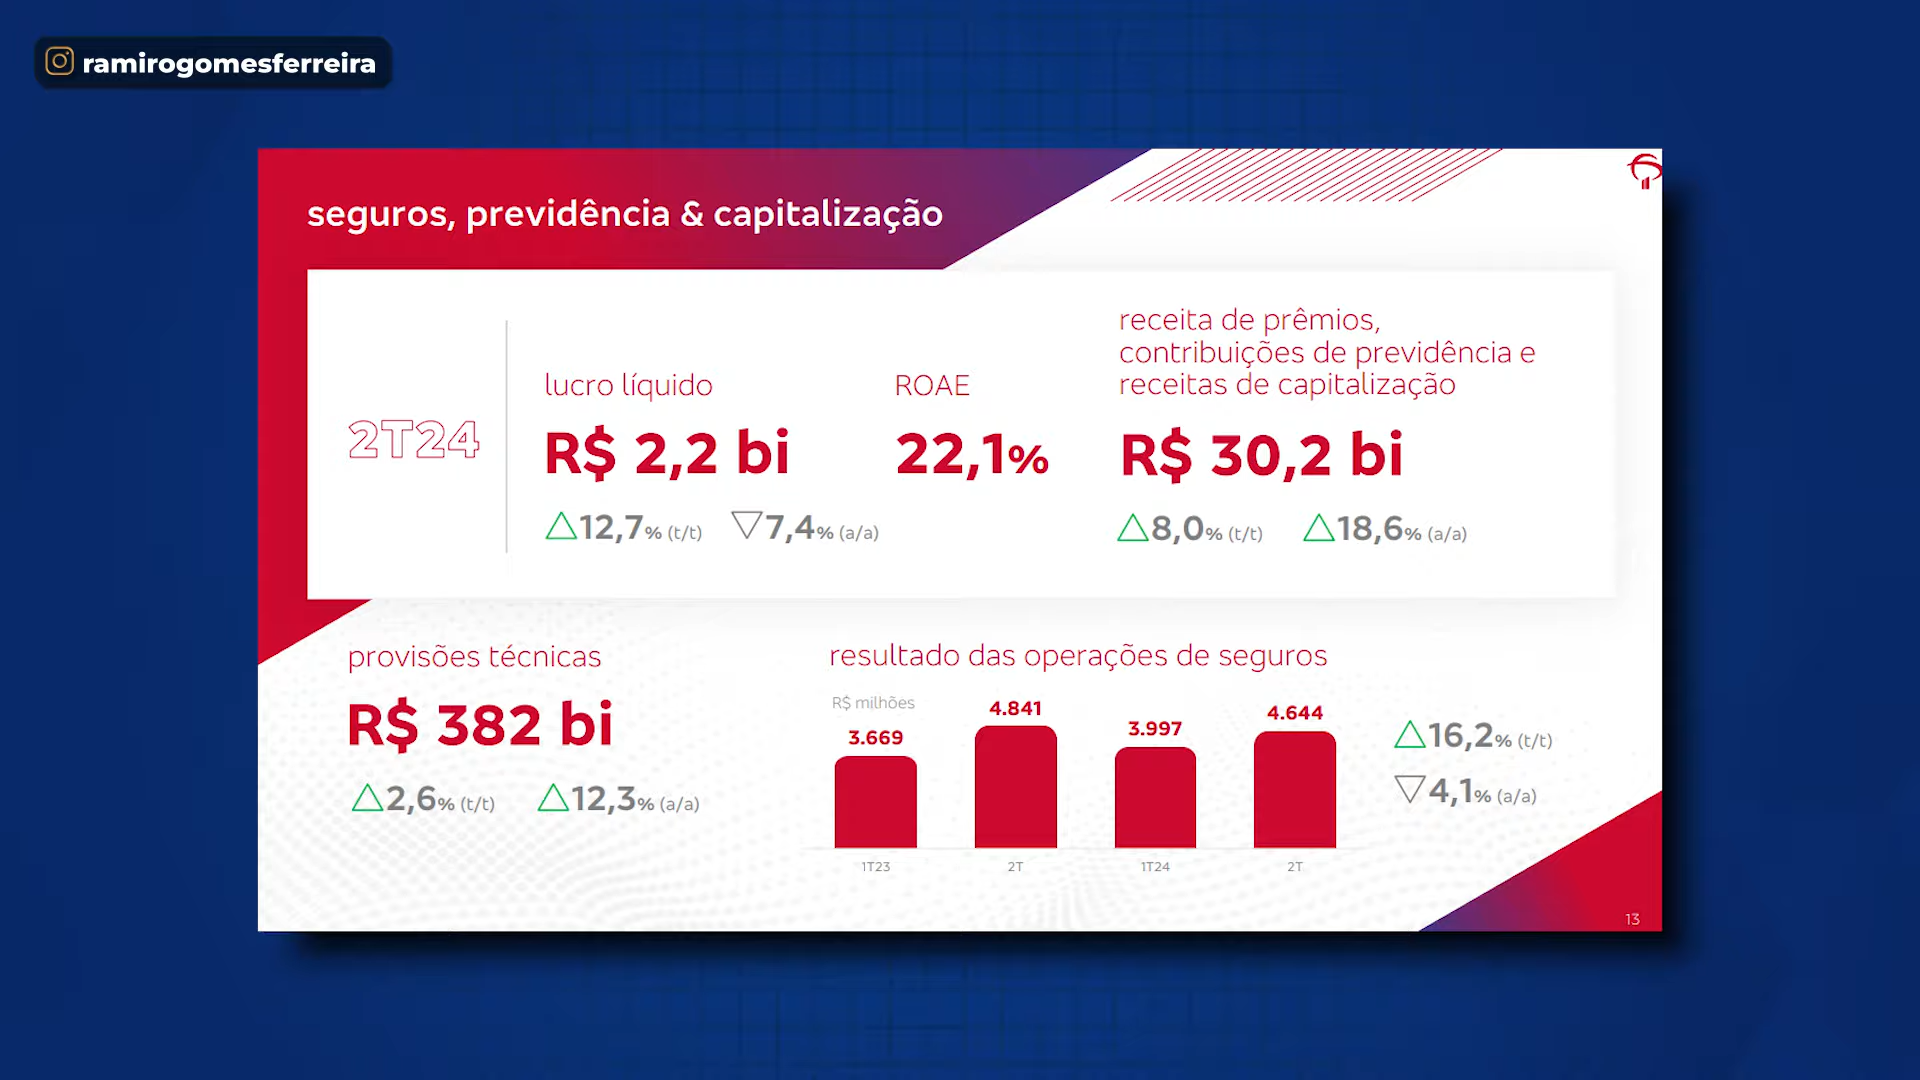 ramirogomesferreira
seguros, previdência & capitalização
2T24
lucro líquido
R$ 2,2 bi
△12,7% (t/t) ▽7,4% (a/a)
ROAE
22,1%
receita de prêmios,
contribuições de previdência e
receitas de capitalização
R$ 30,2 bi
△8,0% (t/t) △18,6% (a/a)
provisões técnicas
R$ 382 bi
△2,6% (t/t) △12,3% (a/a)
resultado das operações de seguros
R$ milhões
3.669 4.841 3.997 4.644
1T23 2T 1T24 2T
△16,2% (t/t)
▽4,1% (a/a)
13